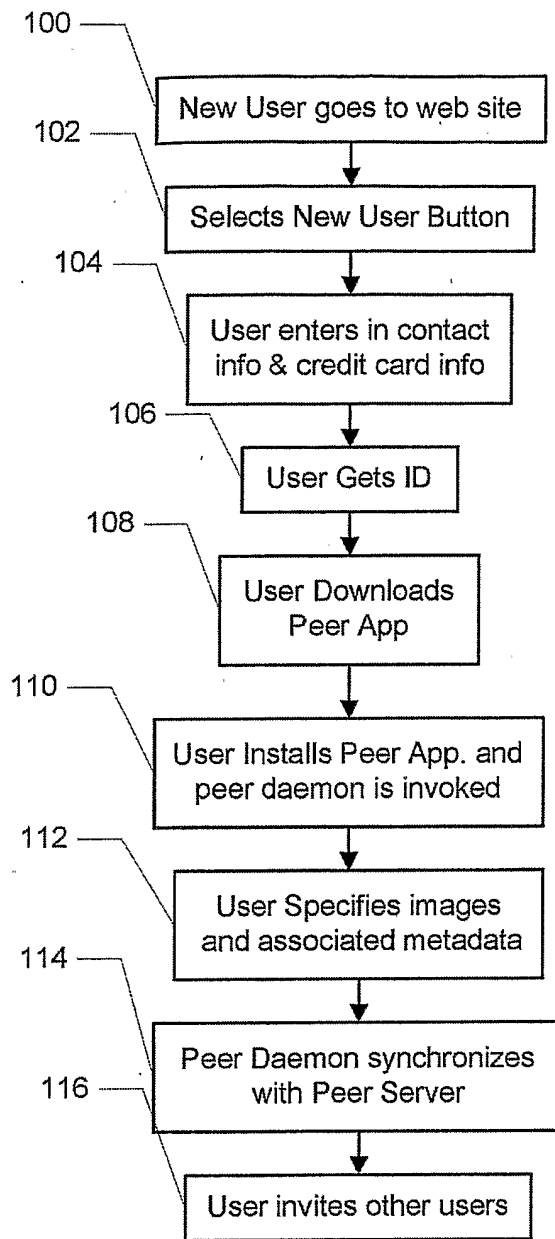 100
New User goes to web site
102
Selects New User Button
104
User enters in contact
info & credit card info
106
User Gets ID
108
User Downloads
Peer App
110
User Installs Peer App. and
peer daemon is invoked
112
User Specifies images
and associated metadata
114
Peer Daemon synchronizes
with Peer Server
116
User invites other users